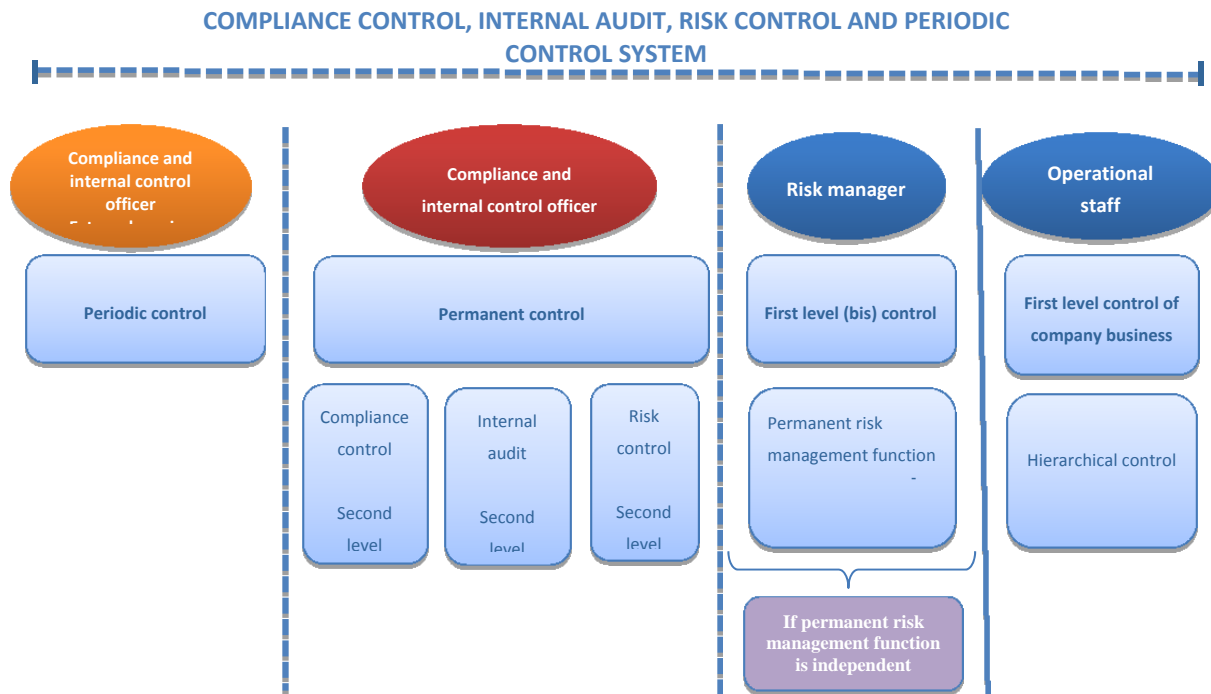 COMPLIANCE CONTROL, INTERNAL AUDIT, RISK CONTROL AND PERIODIC
CONTROL SYSTEM
Compliance and
internal control
officer
Compliance and
internal control officer
Risk manager
Operational
staff
Periodic control
Permanent control
First level (bis) control
First level control of
company business
Compliance
control
Second
level
Internal
audit
Second
level
Risk
control
Second
level
Permanent risk
management function
-
Hierarchical control
If permanent risk
management function
is independent